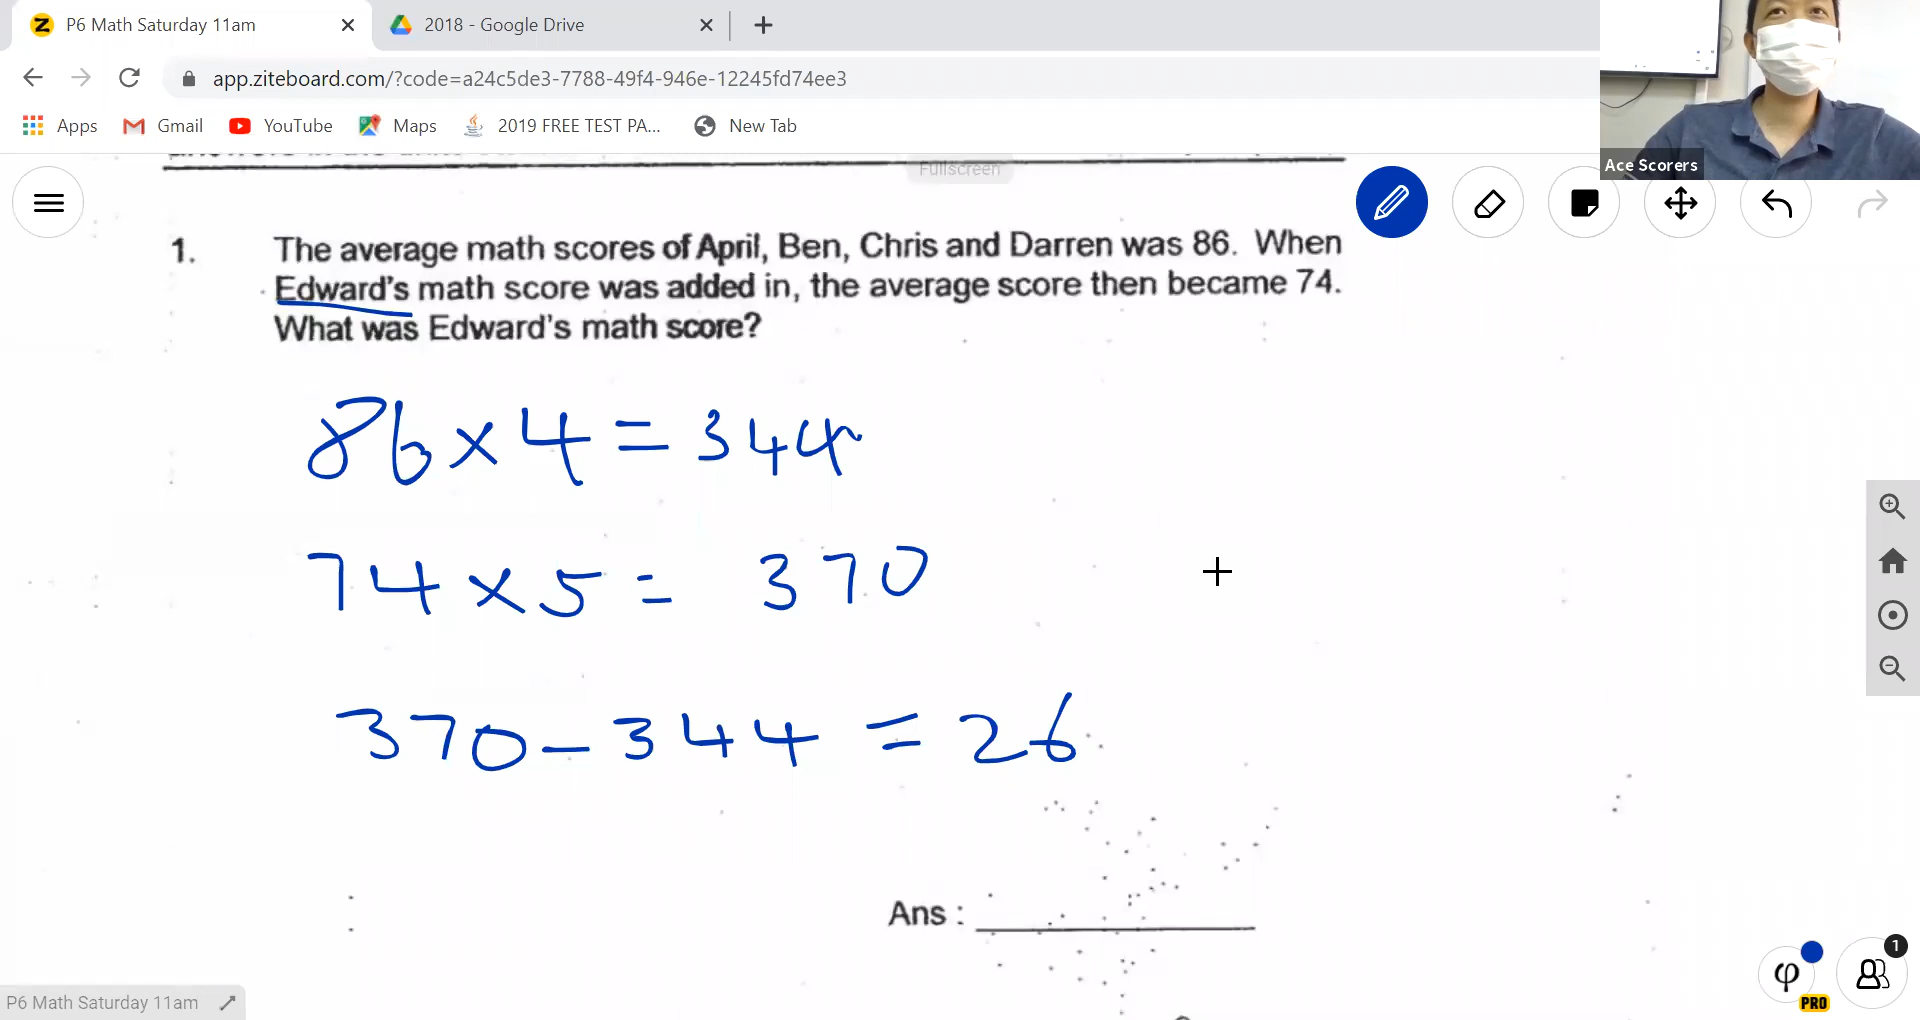 P6 Math Saturday 11am
2018 - Google Drive
app.ziteboard.com/?code=a24c5de3-7788-49f4-946e-12245fd74ee3
Apps
Gmail
YouTube
Maps
2019 FREE TEST PA...
New Tab
Ace Scorers
Fullscreen
1. The average math scores of April, Ben, Chris and Darren was 86. When
Edward's math score was added in, the average score then became 74.
What was Edward's math score?
86 × 4 = 344
74 × 5 = 370
370 - 344 = 26
Ans :
1
φ
PRO
P6 Math Saturday 11am